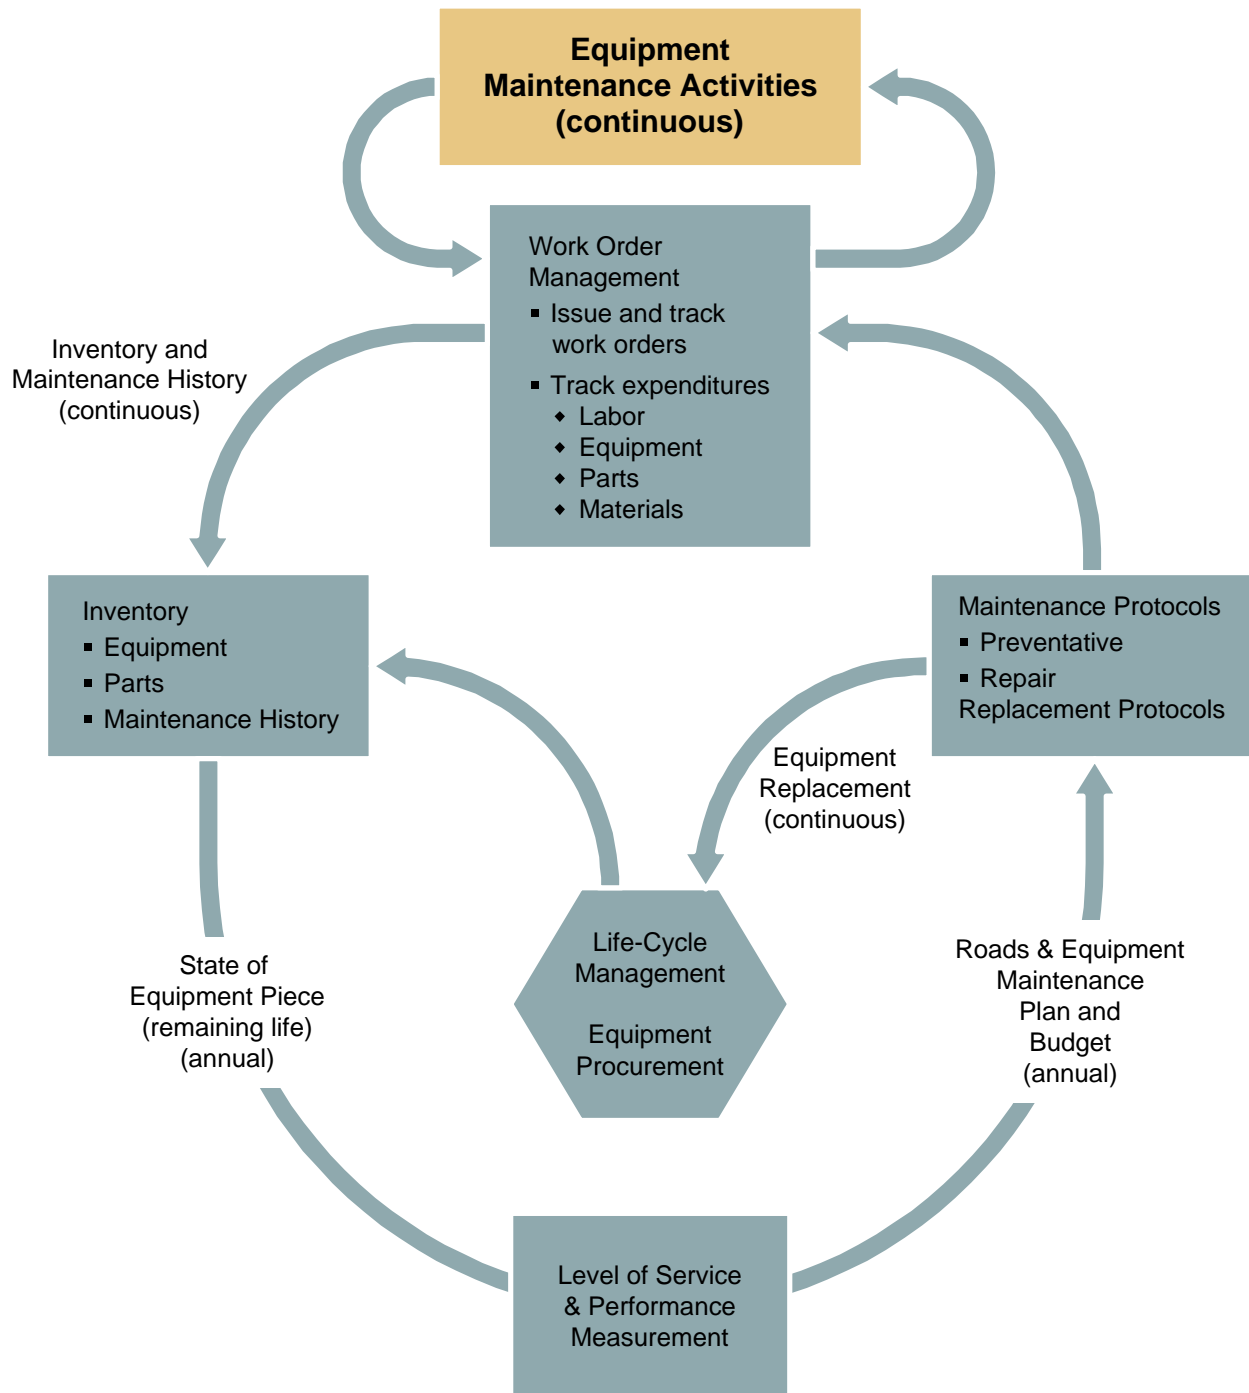 Equipment
Maintenance Activities
(continuous)
Work Order
Management
▪ Issue and track
work orders
▪ Track expenditures
◆ Labor
◆ Equipment
◆ Parts
◆ Materials
Inventory and
Maintenance History
(continuous)
Inventory
▪ Equipment
▪ Parts
▪ Maintenance History
Maintenance Protocols
▪ Preventative
▪ Repair
Replacement Protocols
Equipment
Replacement
(continuous)
Life-Cycle
Management
Equipment
Procurement
State of
Equipment Piece
(remaining life)
(annual)
Roads & Equipment
Maintenance
Plan and
Budget
(annual)
Level of Service
& Performance
Measurement